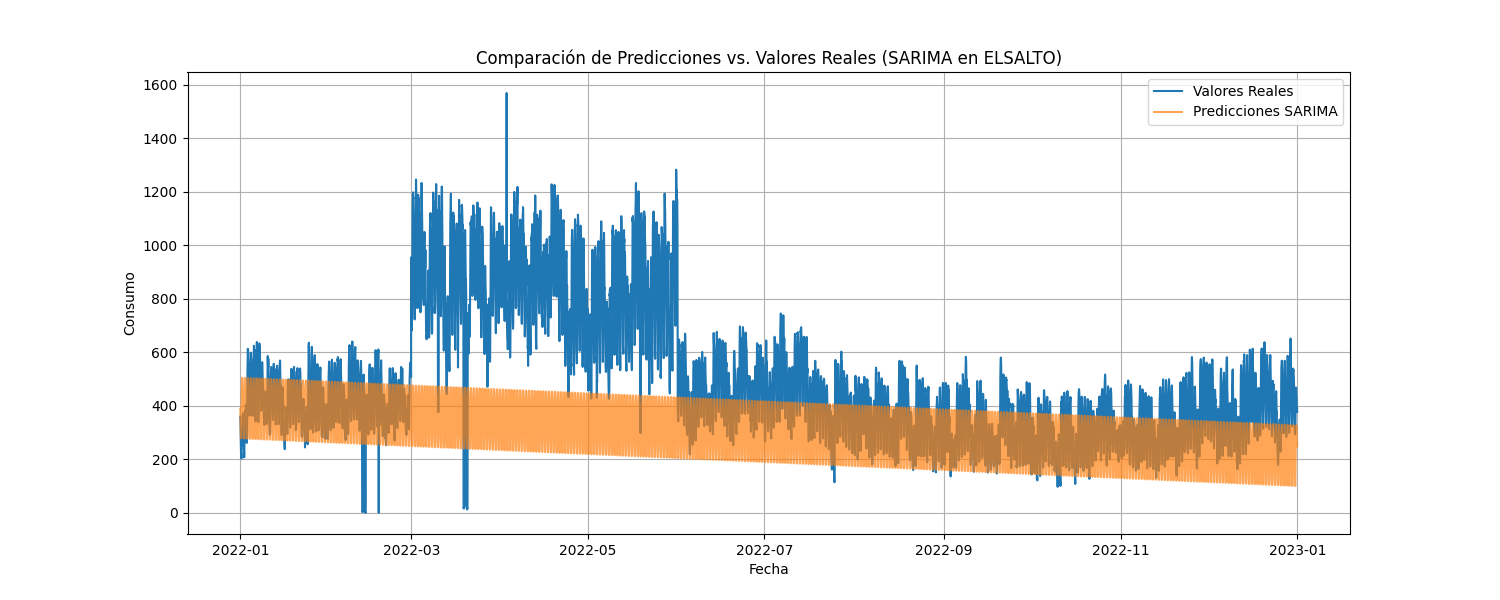 Comparación de Predicciones vs. Valores Reales (SARIMA en ELSALTO)
Valores Reales
Predicciones SARIMA
Consumo
1600
1400
1200
1000
800
600
400
200
0
2022-01 2022-03 2022-05 2022-07 2022-09 2022-11 2023-01
Fecha